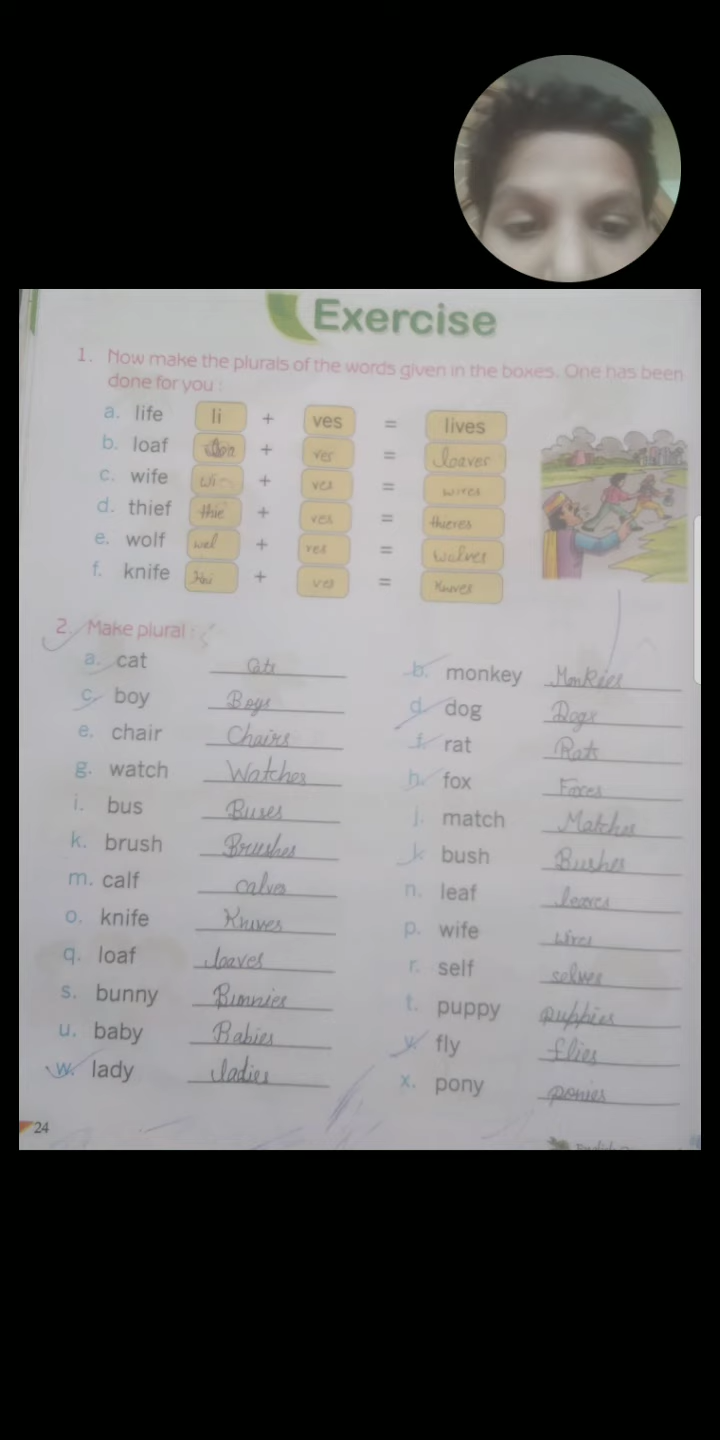 Exercise
1. Now make the plurals of the words given in the boxes. One has been
done for you :
a. life li + ves = lives
b. loaf loa + ves = loaves
c. wife wi + ves = wives
d. thief thie + ves = thieves
e. wolf wol + ves = wolves
f. knife kni + ves = knives
2. Make plural :
a. cat Cats b. monkey Monkies
c. boy Boys d. dog Dogs
e. chair Chairs f. rat Rats
g. watch Watches h. fox Foxes
i. bus Buses j. match Matches
k. brush Brushes k. bush Bushes
m. calf calves n. leaf leaves
o. knife Knives p. wife wives
q. loaf loaves r. self selves
s. bunny Bunnies t. puppy puppies
u. baby Babies v. fly flies
w. lady ladies x. pony ponies
24